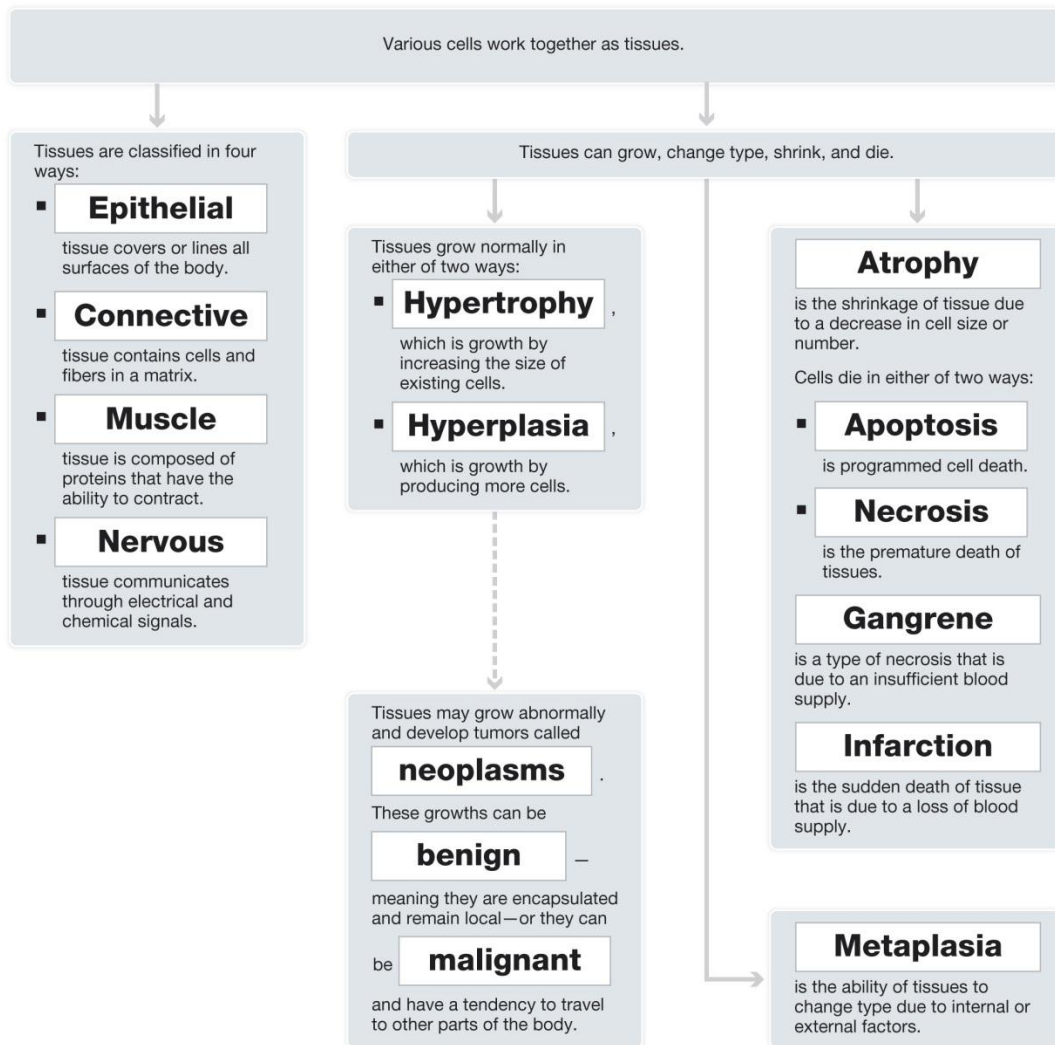 Various cells work together as tissues.
Tissues are classified in four
ways:
▪ Epithelial
tissue covers or lines all
surfaces of the body.
▪ Connective
tissue contains cells and
fibers in a matrix.
▪ Muscle
tissue is composed of
proteins that have the
ability to contract.
▪ Nervous
tissue communicates
through electrical and
chemical signals.
Tissues can grow, change type, shrink, and die.
Tissues grow normally in
either of two ways:
▪ Hypertrophy ,
which is growth by
increasing the size of
existing cells.
▪ Hyperplasia ,
which is growth by
producing more cells.
Tissues may grow abnormally
and develop tumors called
neoplasms .
These growths can be
benign —
meaning they are encapsulated
and remain local—or they can
be malignant
and have a tendency to travel
to other parts of the body.
Atrophy
is the shrinkage of tissue due
to a decrease in cell size or
number.
Cells die in either of two ways:
▪ Apoptosis
is programmed cell death.
▪ Necrosis
is the premature death of
tissues.
Gangrene
is a type of necrosis that is
due to an insufficient blood
supply.
Infarction
is the sudden death of tissue
that is due to a loss of blood
supply.
Metaplasia
is the ability of tissues to
change type due to internal or
external factors.